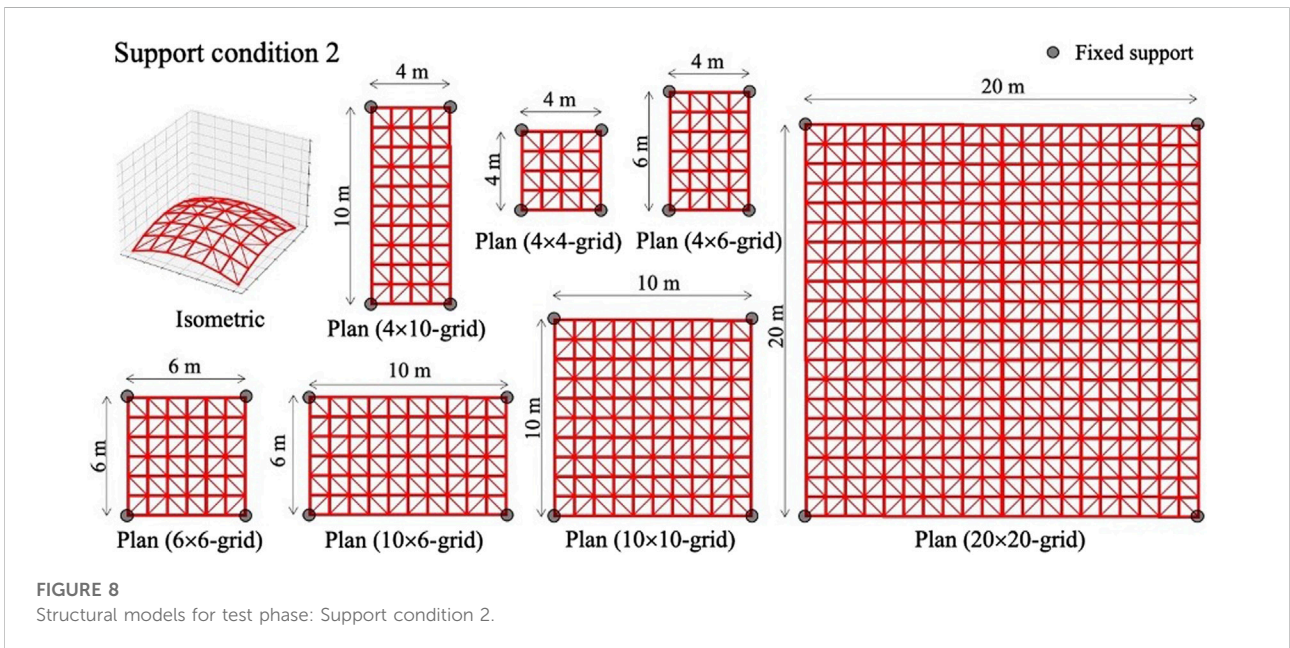 Support condition 2
Fixed support
4 m
10 m
Plan (4×10-grid)
4 m
4 m
Plan (4×4-grid)
4 m
6 m
Plan (4×6-grid)
20 m
20 m
Plan (20×20-grid)
Isometric
6 m
6 m
Plan (6×6-grid)
10 m
6 m
Plan (10×6-grid)
10 m
10 m
Plan (10×10-grid)
FIGURE 8
Structural models for test phase: Support condition 2.